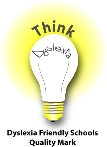 Think
Dyslexia
Dyslexia Friendly Schools
Quality Mark